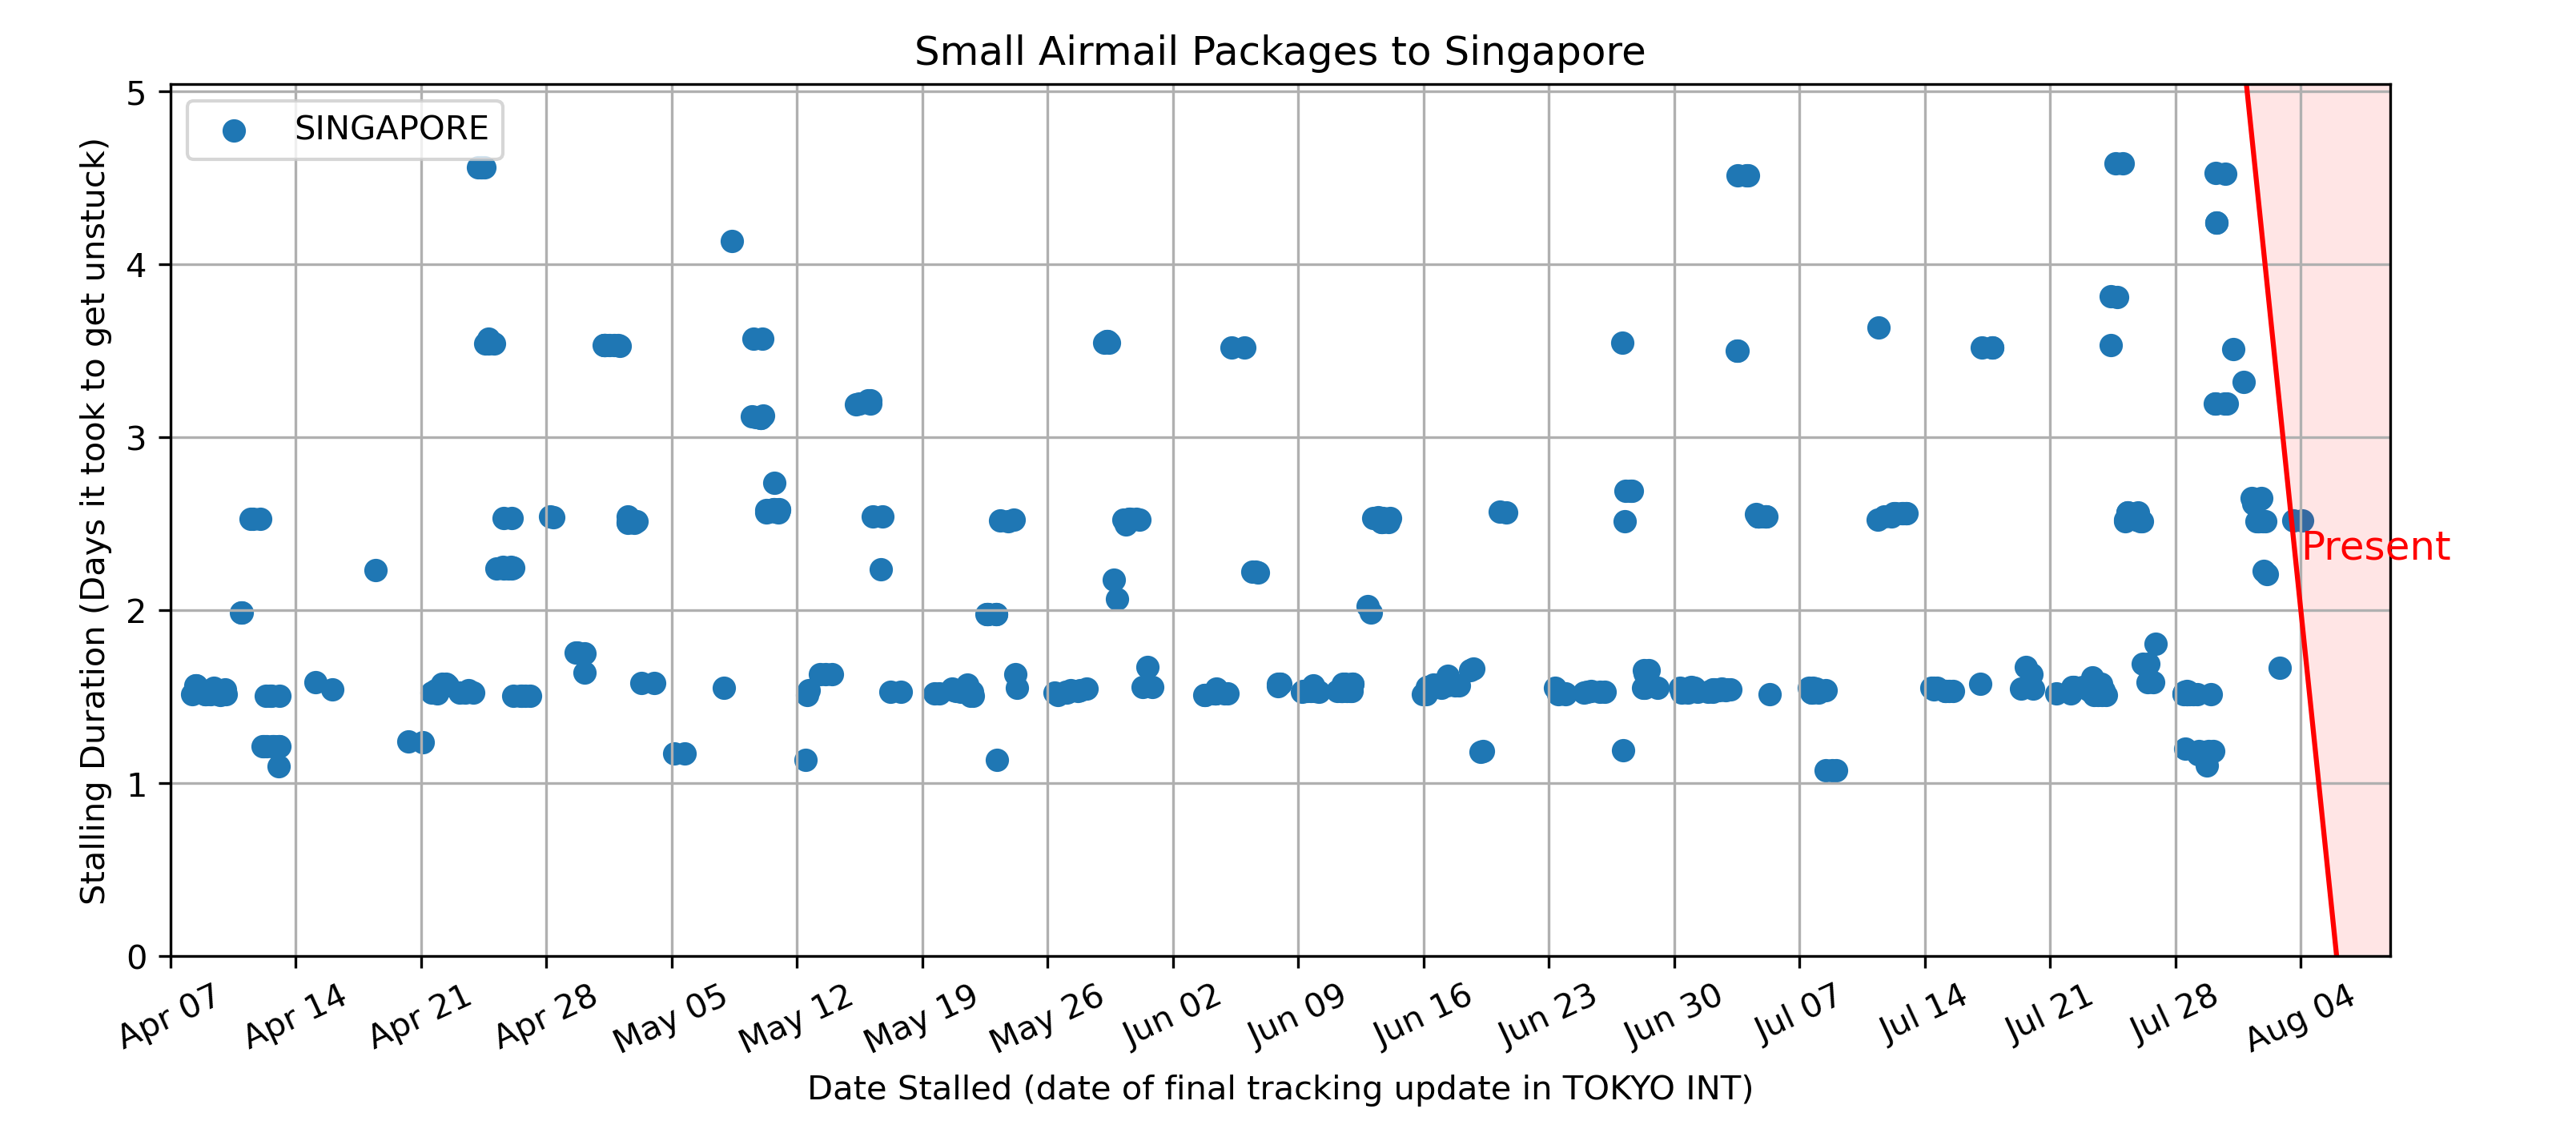 Small Airmail Packages to Singapore
SINGAPORE
Stalling Duration (Days it took to get unstuck)
5
4
3
2
1
0
Present
Apr 07
Apr 14
Apr 21
Apr 28
May 05
May 12
May 19
May 26
Jun 02
Jun 09
Jun 16
Jun 23
Jun 30
Jul 07
Jul 14
Jul 21
Jul 28
Aug 04
Date Stalled (date of final tracking update in TOKYO INT)